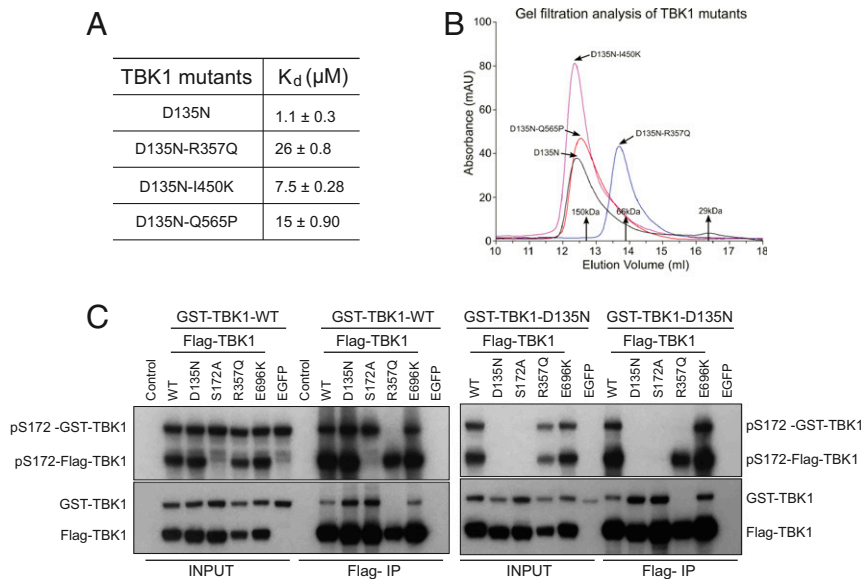 A
TBK1 mutants Kd (µM)
D135N 1.1 ± 0.3
D135N-R357Q 26 ± 0.8
D135N-I450K 7.5 ± 0.28
D135N-Q565P 15 ± 0.90
B
Gel filtration analysis of TBK1 mutants
Absorbance (mAU)
100
80
60
40
20
0
D135N-I450K
D135N-Q565P
D135N-R357Q
D135N
150kDa
66kDa
29kDa
10 11 12 13 14 15 16 17 18
Elution Volume (ml)
C
GST-TBK1-WT GST-TBK1-WT GST-TBK1-D135N GST-TBK1-D135N
Flag-TBK1 Flag-TBK1 Flag-TBK1 Flag-TBK1
Control WT D135N S172A R357Q E696K EGFP Control WT D135N S172A R357Q E696K EGFP WT D135N S172A R357Q E696K EGFP WT D135N S172A R357Q E696K EGFP
pS172 -GST-TBK1 pS172 -GST-TBK1
pS172-Flag-TBK1 pS172-Flag-TBK1
GST-TBK1 GST-TBK1
Flag-TBK1 Flag-TBK1
INPUT Flag- IP INPUT Flag- IP